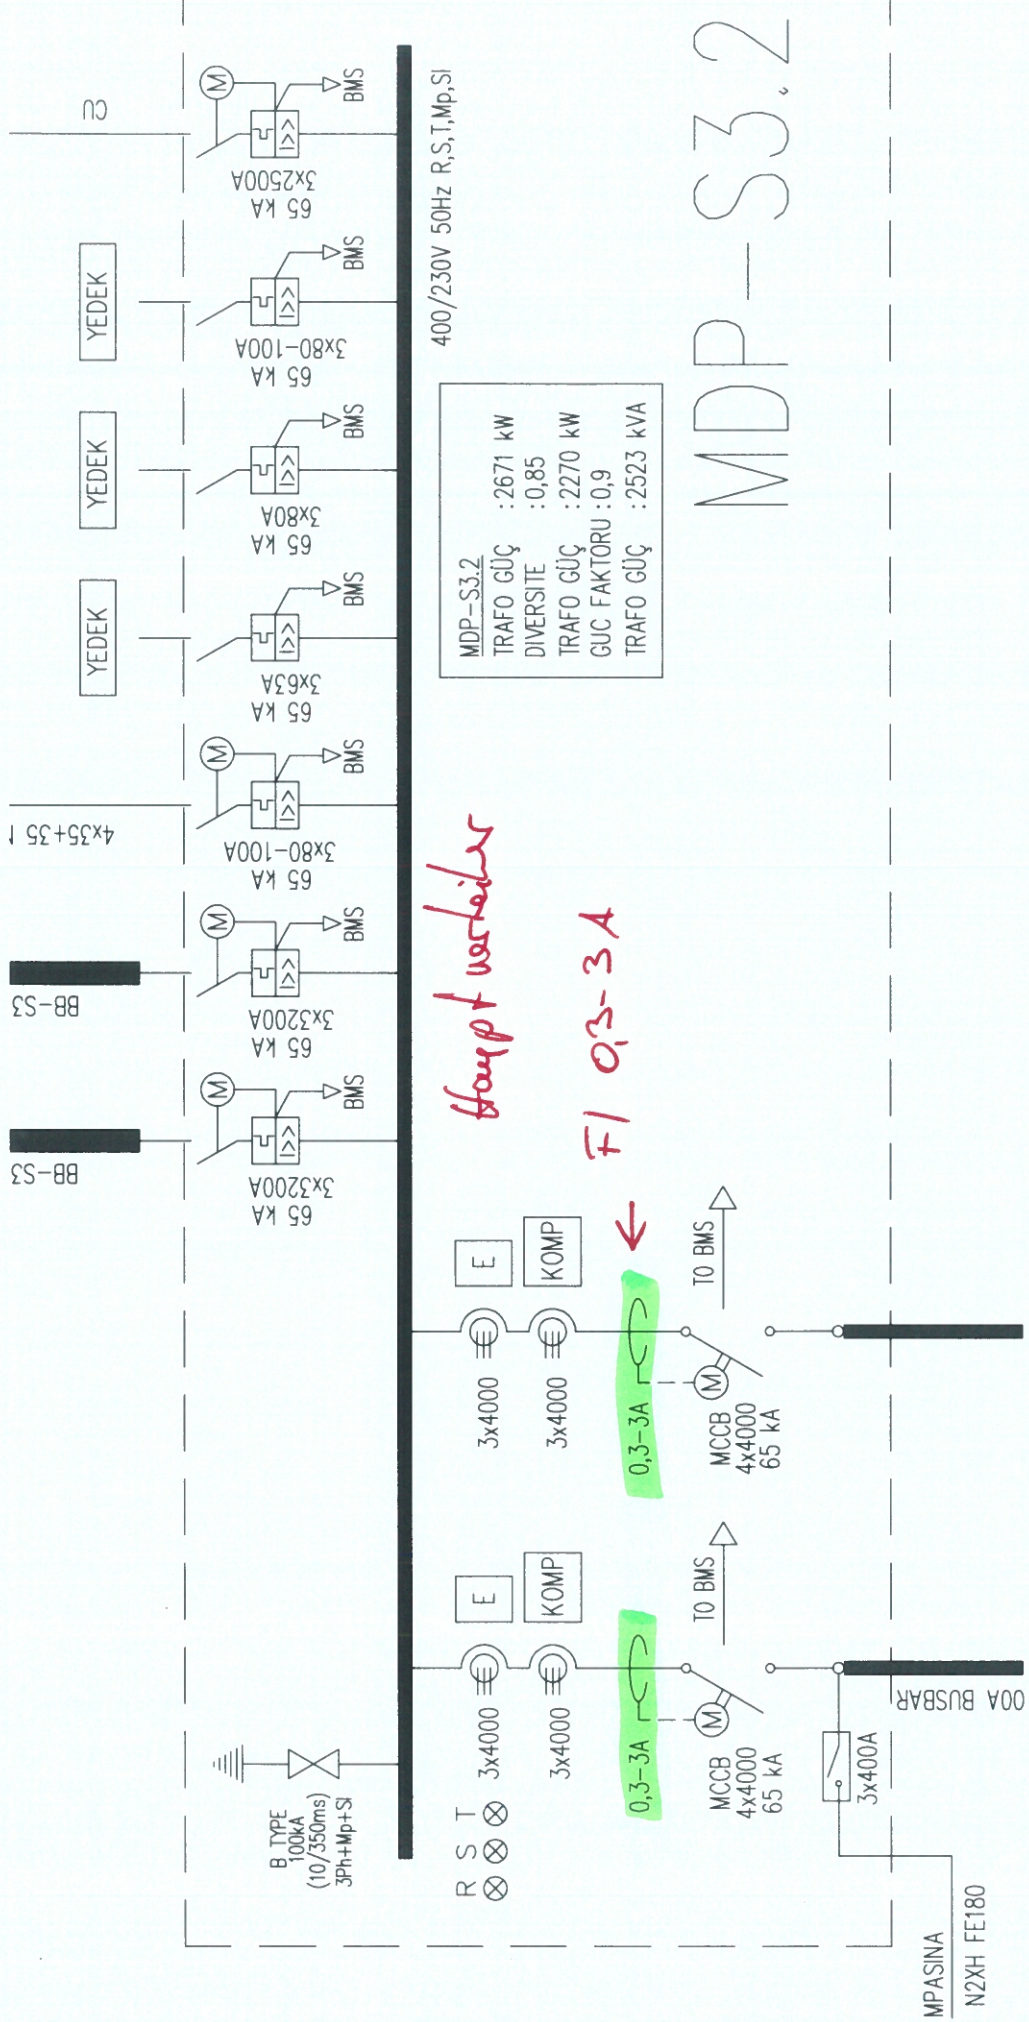 CU
3x2500A
65 kA
BMS
M
YEDEK
3x80-100A
65 kA
BMS
YEDEK
3x80A
65 kA
BMS
YEDEK
3x63A
65 kA
BMS
4x35+35
M
3x80-100A
65 kA
BMS
BB-S3
M
3x3200A
65 kA
BMS
BB-S3
M
3x3200A
65 kA
BMS
400/230V 50Hz R,S,T,Mp,Sl
MDP-S3.2
TRAFO GÜÇ :2671 kW
DIVERSITE :0,85
TRAFO GÜÇ :2270 kW
GUC FAKTORU :0,9
TRAFO GÜÇ :2523 kVA
MDP-S3.2
Hauptverteiler
FI 0,3-3A
B TYPE
100kA
(10/350ms)
3Ph+Mp+Sl
R S T
3x4000
E
3x4000
KOMP
0,3-3A
M
MCCB
4x4000
65 kA
TO BMS
3x4000
E
3x4000
KOMP
0,3-3A
M
MCCB
4x4000
65 kA
TO BMS
3x400A
00A BUSBAR
MPASINA
N2XH FE180